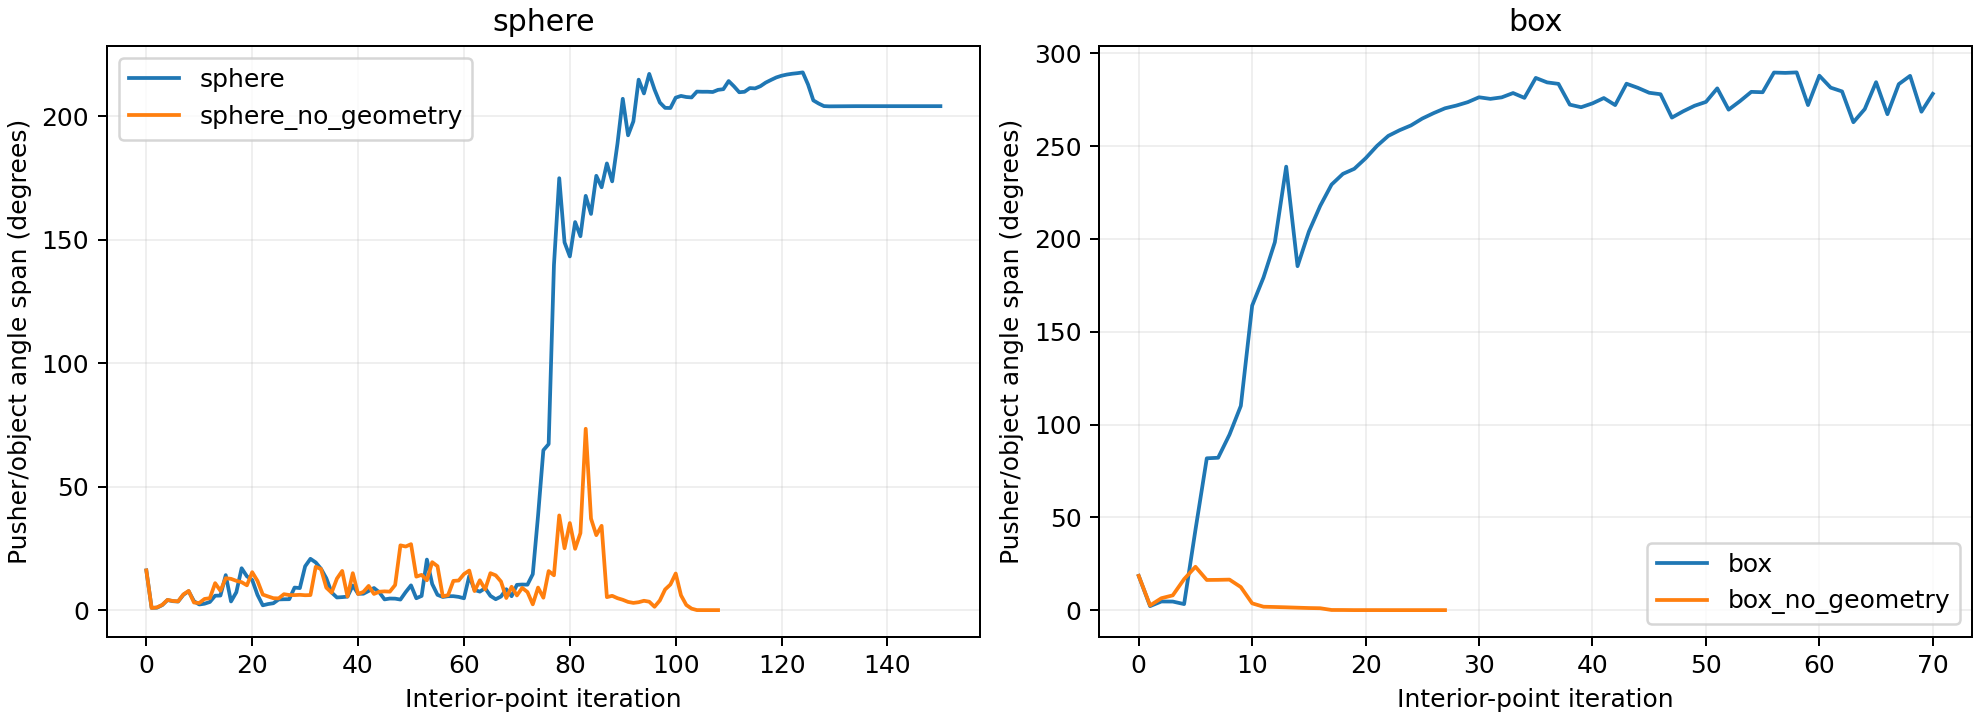 sphere
sphere
sphere_no_geometry
Pusher/object angle span (degrees)
200
150
100
50
0
0 20 40 60 80 100 120 140
Interior-point iteration
box
Pusher/object angle span (degrees)
300
250
200
150
100
50
0
box
box_no_geometry
0 10 20 30 40 50 60 70
Interior-point iteration